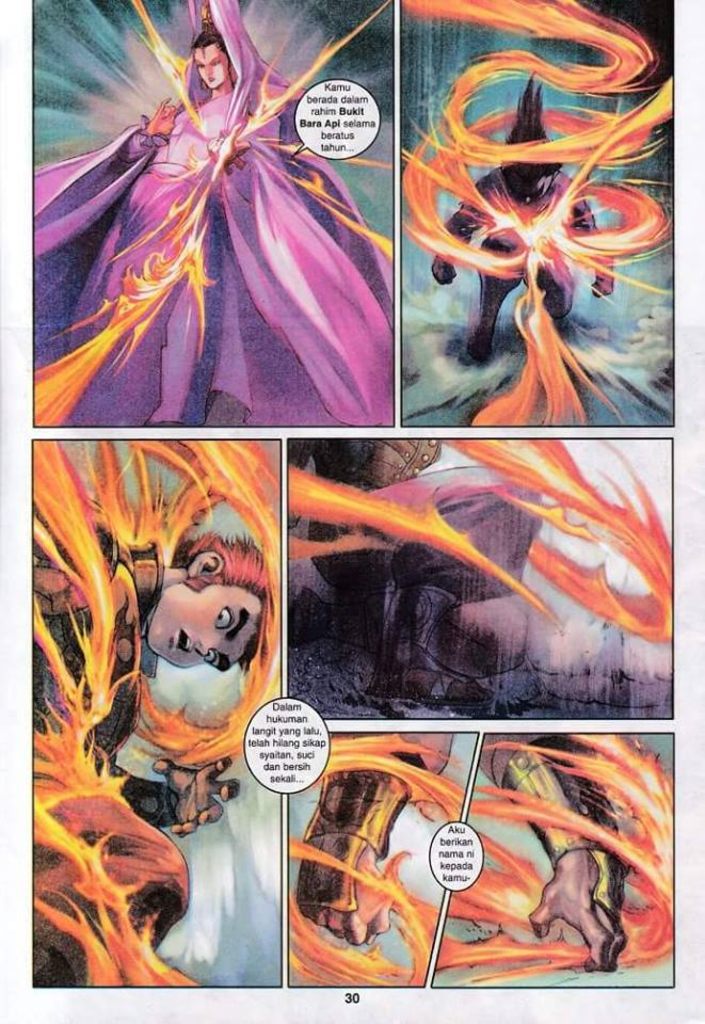 Kamu
berada dalam
rahim Bukit
Bara Api selama
beratus
tahun...
Dalam
hukuman
langit yang lalu,
telah hilang sikap
syaitan, suci
dan bersih
sekali...
Aku
berikan
nama ni
kepada
kamu-
30